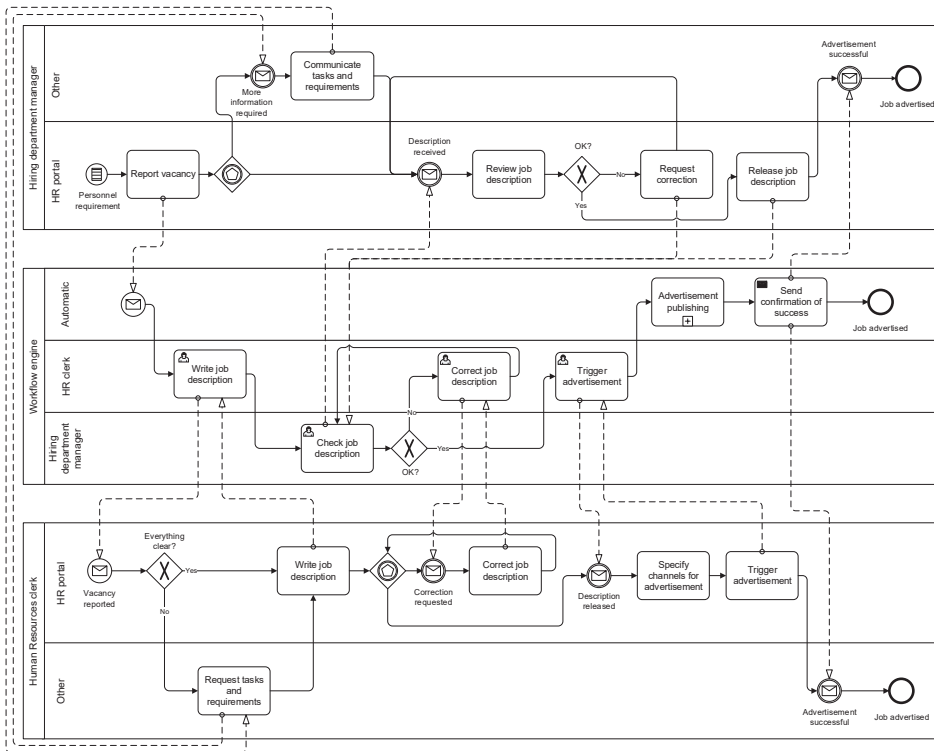 Hiring department manager
Other
HR portal
Communicate
tasks and
requirements
More
information
required
Advertisement
successful
Job advertised
Personnel
requirement
Report vacancy
Description
received
Review job
description
OK?
No
Yes
Request
correction
Release job
description
Workflow engine
Automatic
HR clerk
Hiring
department
manager
Advertisement
publishing
Send
confirmation of
success
Job advertised
Write job
description
Correct job
description
Trigger
advertisement
Check job
description
No
Yes
OK?
Human Resources clerk
HR portal
Other
Vacancy
reported
Everything
clear?
Yes
No
Write job
description
Correction
requested
Correct job
description
Description
released
Specify
channels for
advertisement
Trigger
advertisement
Request tasks
and
requirements
Advertisement
successful
Job advertised